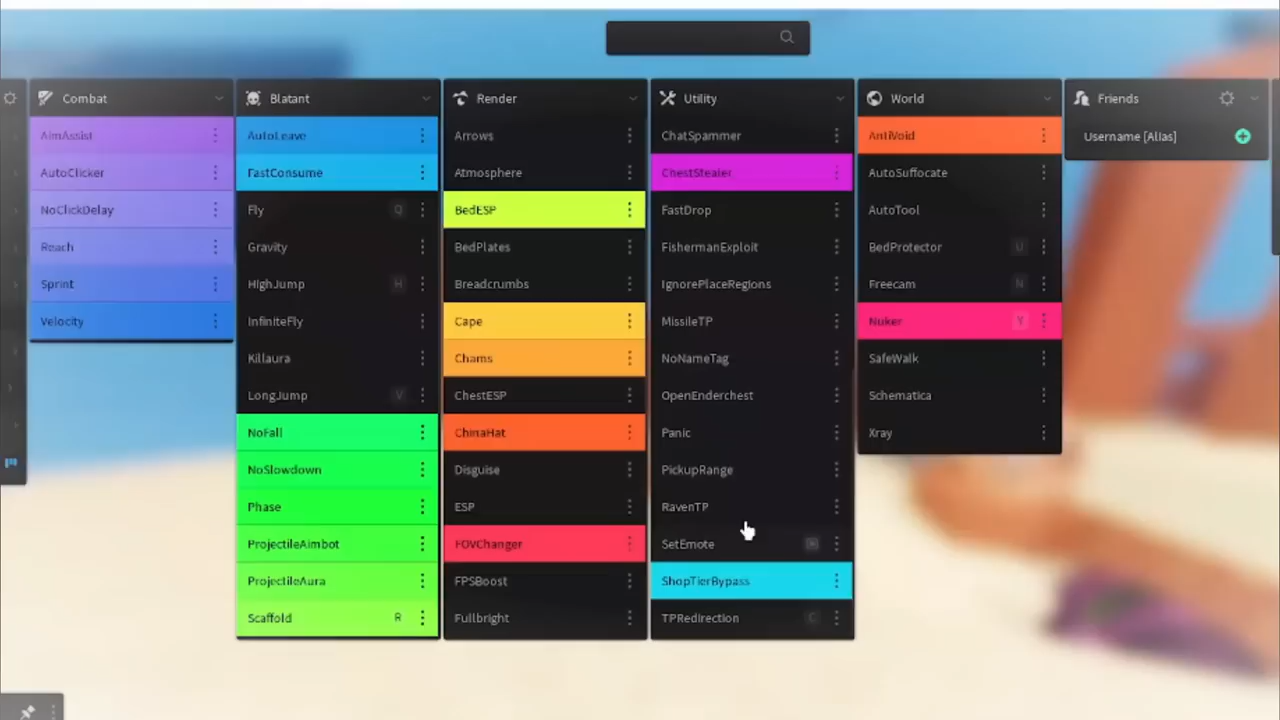 Combat
AimAssist
AutoClicker
NoClickDelay
Reach
Sprint
Velocity
Blatant
AutoLeave
FastConsume
Fly Q
Gravity
HighJump H
InfiniteFly
Killaura
LongJump V
NoFall
NoSlowdown
Phase
ProjectileAimbot
ProjectileAura
Scaffold R
Render
Arrows
Atmosphere
BedESP
BedPlates
Breadcrumbs
Cape
Chams
ChestESP
ChinaHat
Disguise
ESP
FOVChanger
FPSBoost
Fullbright
Utility
ChatSpammer
ChestStealer
FastDrop
FishermanExploit
IgnorePlaceRegions
MissileTP
NoNameTag
OpenEnderchest
Panic
PickupRange
RavenTP
SetEmote
ShopTierBypass
TPRedirection C
World
AntiVoid
AutoSuffocate
AutoTool
BedProtector U
Freecam N
Nuker Y
SafeWalk
Schematica
Xray
Friends
Username [Alias]